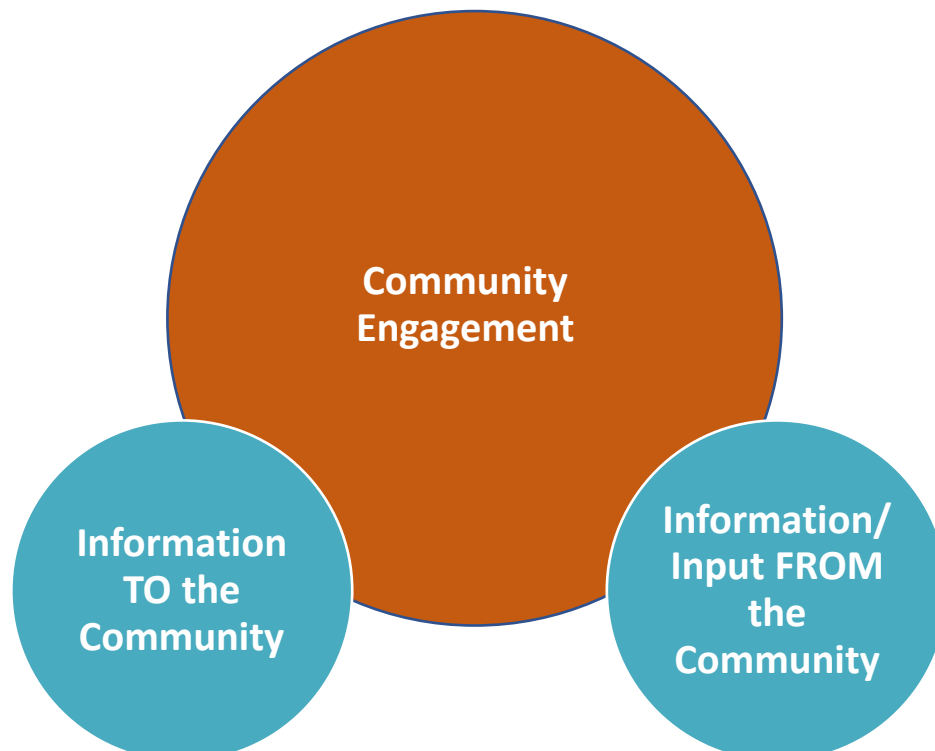 Community
Engagement
Information
TO the
Community
Information/
Input FROM
the
Community